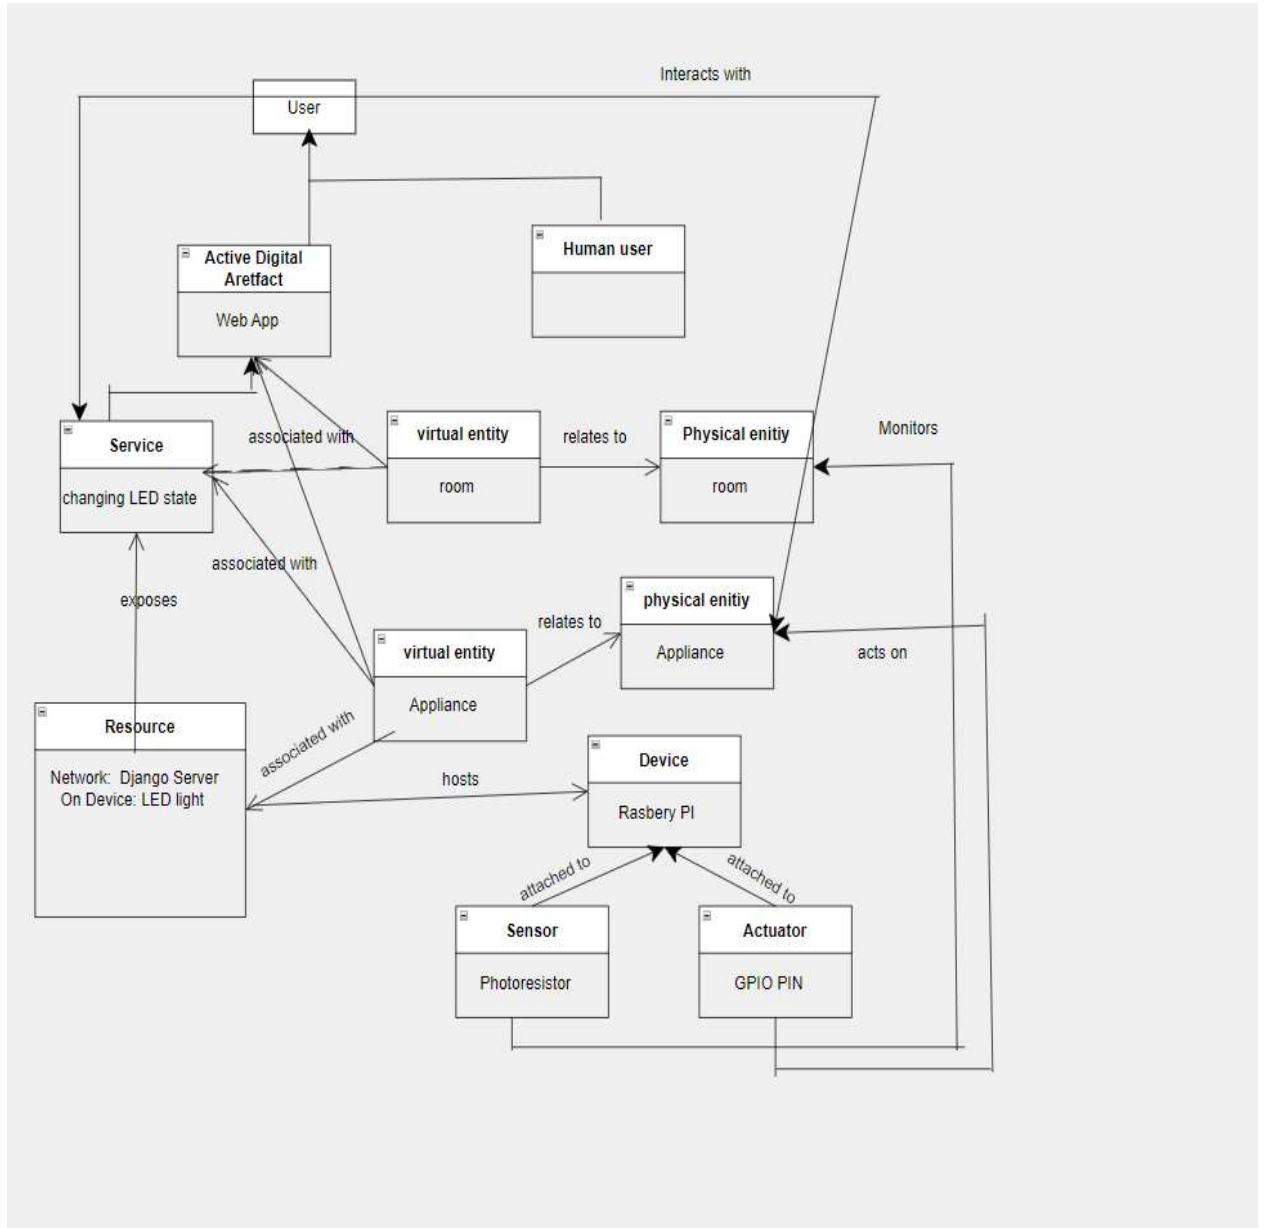 Interacts with
User
Active Digital
Aretfact
Web App
Human user
Service
changing LED state
associated with
virtual entity
room
relates to
Physical enitiy
room
Monitors
associated with
exposes
virtual entity
Appliance
relates to
physical enitiy
Appliance
acts on
Resource
Network:  Django Server
On Device: LED light
associated with
hosts
Device
Rasbery PI
attached to
attached to
Sensor
Photoresistor
Actuator
GPIO PIN